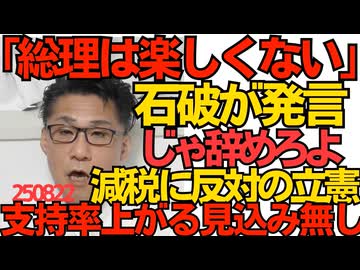 「総理は楽しくない」
石破が発言
じゃ辞めろよ
250822
減税に反対の立憲
支持率上がる見込み無し